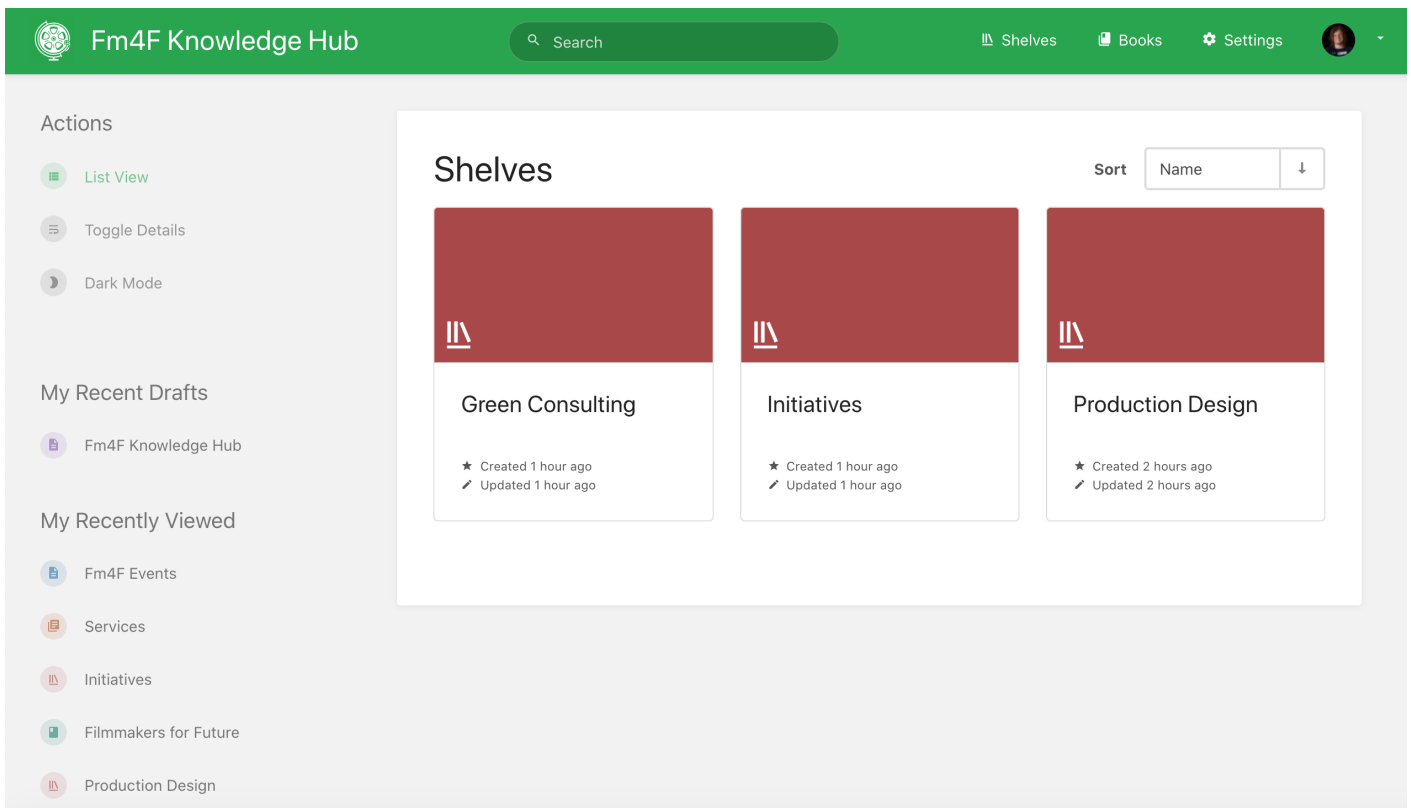 Fm4F Knowledge Hub
Search
Shelves
Books
Settings
Actions
List View
Toggle Details
Dark Mode
My Recent Drafts
Fm4F Knowledge Hub
My Recently Viewed
Fm4F Events
Services
Initiatives
Filmmakers for Future
Production Design
Shelves
Sort
Name
Green Consulting
Created 1 hour ago
Updated 1 hour ago
Initiatives
Created 1 hour ago
Updated 1 hour ago
Production Design
Created 2 hours ago
Updated 2 hours ago